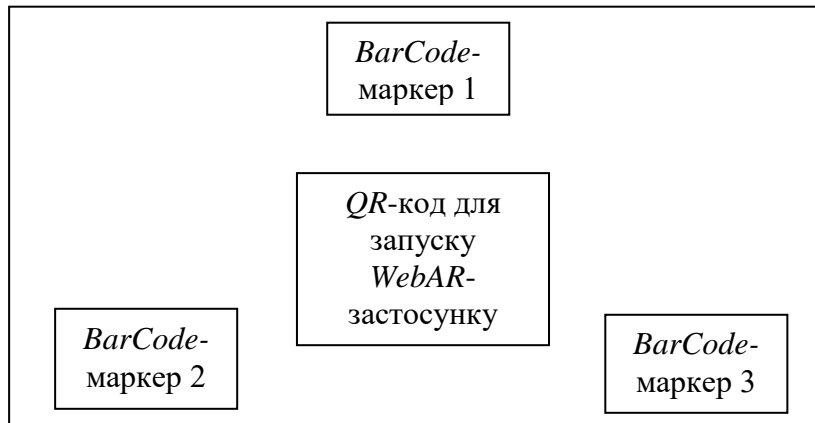 BarCode-
маркер 1
QR-код для
запуску
WebAR-
застосунку
BarCode-
маркер 2
BarCode-
маркер 3